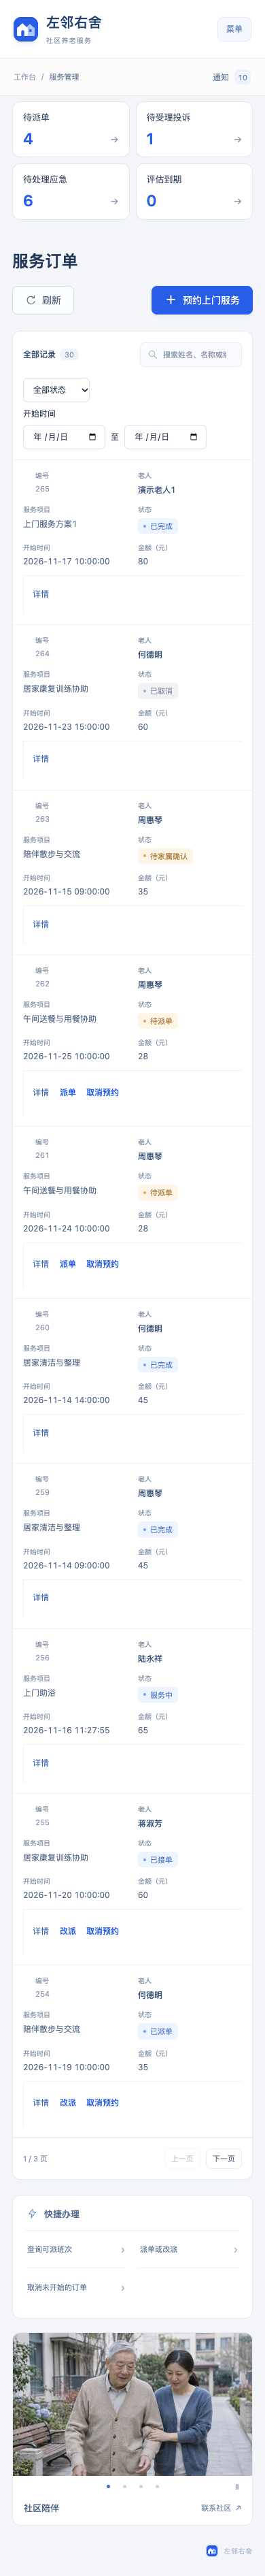 左邻右舍
社区养老服务
菜单
工作台 / 服务管理
通知 10
待派单
4
待受理投诉
1
待处理应急
6
评估到期
0
服务订单
刷新
预约上门服务
全部记录 30
搜索姓名、名称或编
全部状态
开始时间
年 /月/日 至 年 /月/日
编号 老人
265 演示老人1
服务项目 状态
上门服务方案1 已完成
开始时间 金额（元）
2026-11-17 10:00:00 80
详情
编号 老人
264 何德明
服务项目 状态
居家康复训练协助 已取消
开始时间 金额（元）
2026-11-23 15:00:00 60
详情
编号 老人
263 周惠琴
服务项目 状态
陪伴散步与交流 待家属确认
开始时间 金额（元）
2026-11-15 09:00:00 35
详情
编号 老人
262 周惠琴
服务项目 状态
午间送餐与用餐协助 待派单
开始时间 金额（元）
2026-11-25 10:00:00 28
详情 派单 取消预约
编号 老人
261 周惠琴
服务项目 状态
午间送餐与用餐协助 待派单
开始时间 金额（元）
2026-11-24 10:00:00 28
详情 派单 取消预约
编号 老人
260 何德明
服务项目 状态
居家清洁与整理 已完成
开始时间 金额（元）
2026-11-14 14:00:00 45
详情
编号 老人
259 周惠琴
服务项目 状态
居家清洁与整理 已完成
开始时间 金额（元）
2026-11-14 09:00:00 45
详情
编号 老人
256 陆永祥
服务项目 状态
上门助浴 服务中
开始时间 金额（元）
2026-11-16 11:27:55 65
详情
编号 老人
255 蒋淑芳
服务项目 状态
居家康复训练协助 已接单
开始时间 金额（元）
2026-11-20 10:00:00 60
详情 改派 取消预约
编号 老人
254 何德明
服务项目 状态
陪伴散步与交流 已派单
开始时间 金额（元）
2026-11-19 10:00:00 35
详情 改派 取消预约
1 / 3 页 上一页 下一页
快捷办理
查询可派班次 派单或改派
取消未开始的订单
社区陪伴 联系社区
左邻右舍